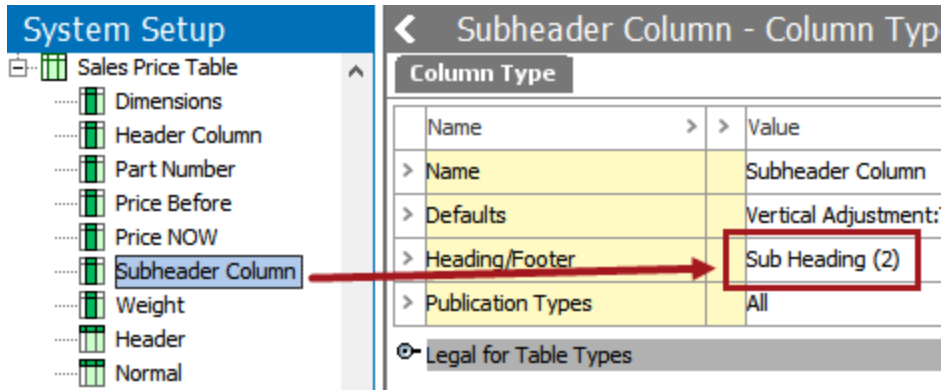 System Setup
Sales Price Table
Dimensions
Header Column
Part Number
Price Before
Price NOW
Subheader Column
Weight
Header
Normal
Subheader Column - Column Typ
Column Type
Name > > Value
> Name Subheader Column
> Defaults Vertical Adjustment:
> Heading/Footer Sub Heading (2)
> Publication Types All
Legal for Table Types